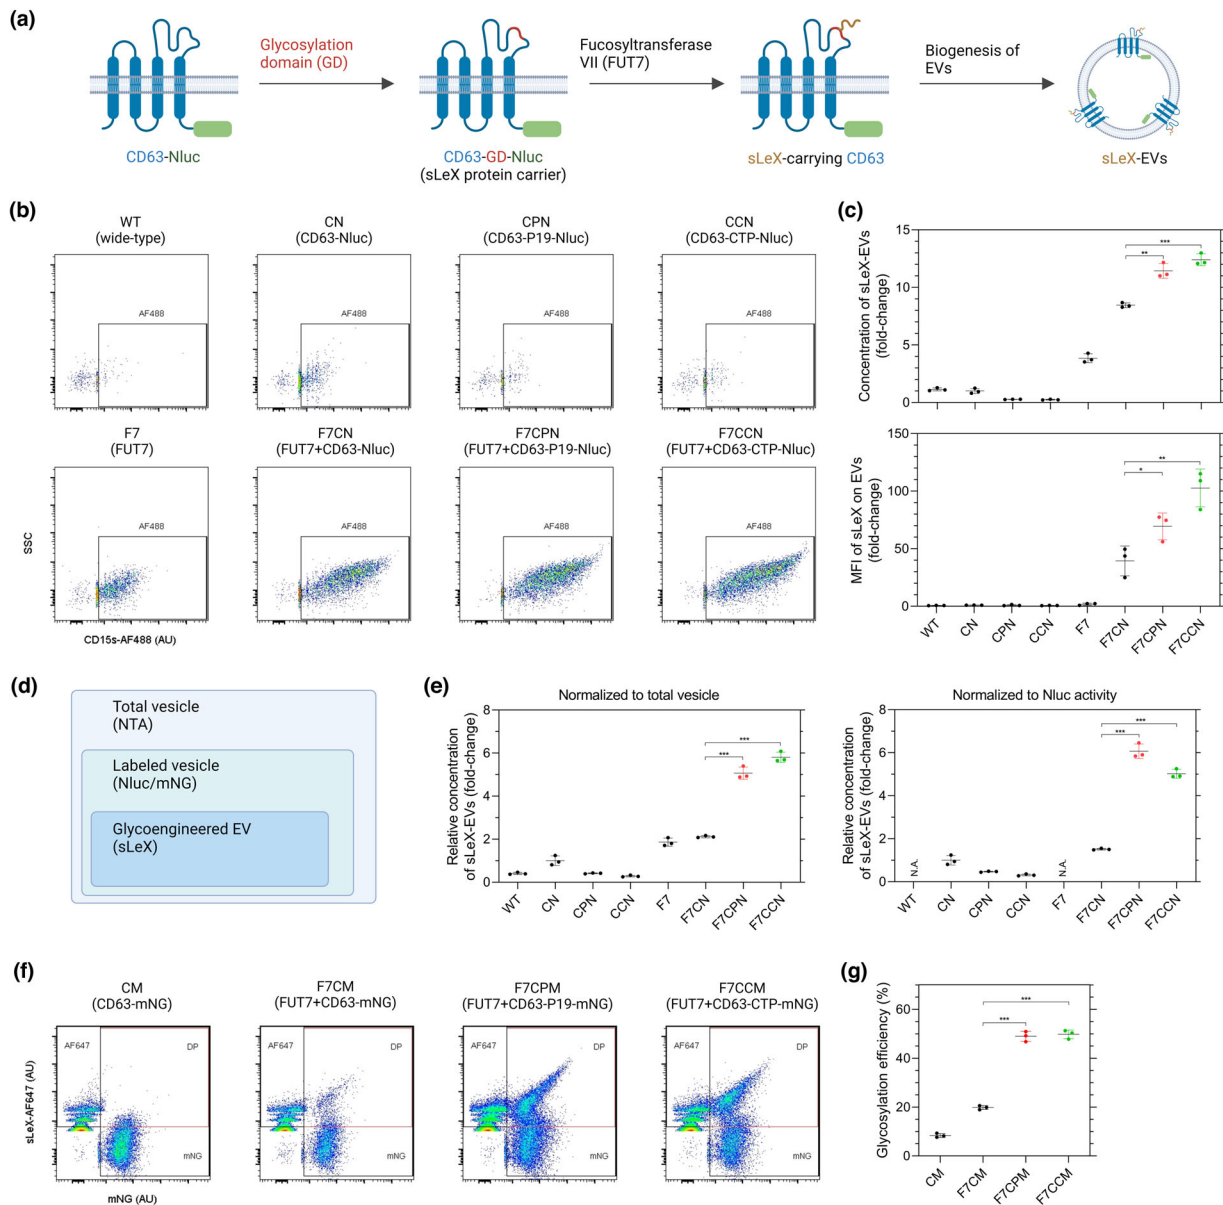 (a)
Glycosylation
domain (GD)
Fucosyltransferase
VII (FUT7)
Biogenesis of
EVs
CD63-Nluc
CD63-GD-Nluc
(sLeX protein carrier)
sLeX-carrying CD63
sLeX-EVs
(b)
WT
(wide-type)
CN
(CD63-Nluc)
CPN
(CD63-P19-Nluc)
CCN
(CD63-CTP-Nluc)
AF488
AF488
AF488
AF488
F7
(FUT7)
F7CN
(FUT7+CD63-Nluc)
F7CPN
(FUT7+CD63-P19-Nluc)
F7CCN
(FUT7+CD63-CTP-Nluc)
AF488
AF488
AF488
AF488
SSC
CD15s-AF488 (AU)
(c)
Concentration of sLeX-EVs
(fold-change)
15
10
5
0
**
***
MFI of sLeX on EVs
(fold-change)
150
100
50
0
*
**
WT
CN
CPN
CCN
F7
F7CN
F7CPN
F7CCN
(d)
Total vesicle
(NTA)
Labeled vesicle
(Nluc/mNG)
Glycoengineered EV
(sLeX)
(e)
Normalized to total vesicle
Relative concentration
of sLeX-EVs (fold-change)
8
6
4
2
0
***
***
WT
CN
CPN
CCN
F7
F7CN
F7CPN
F7CCN
Normalized to Nluc activity
Relative concentration
of sLeX-EVs (fold-change)
8
6
4
2
0
***
***
N.A.
N.A.
WT
CN
CPN
CCN
F7
F7CN
F7CPN
F7CCN
(f)
CM
(CD63-mNG)
F7CM
(FUT7+CD63-mNG)
F7CPM
(FUT7+CD63-P19-mNG)
F7CCM
(FUT7+CD63-CTP-mNG)
AF647
DP
mNG
AF647
DP
mNG
AF647
DP
mNG
AF647
DP
mNG
sLeX-AF647 (AU)
mNG (AU)
(g)
Glycosylation efficiency (%)
60
40
20
0
***
***
CM
F7CM
F7CPM
F7CCM